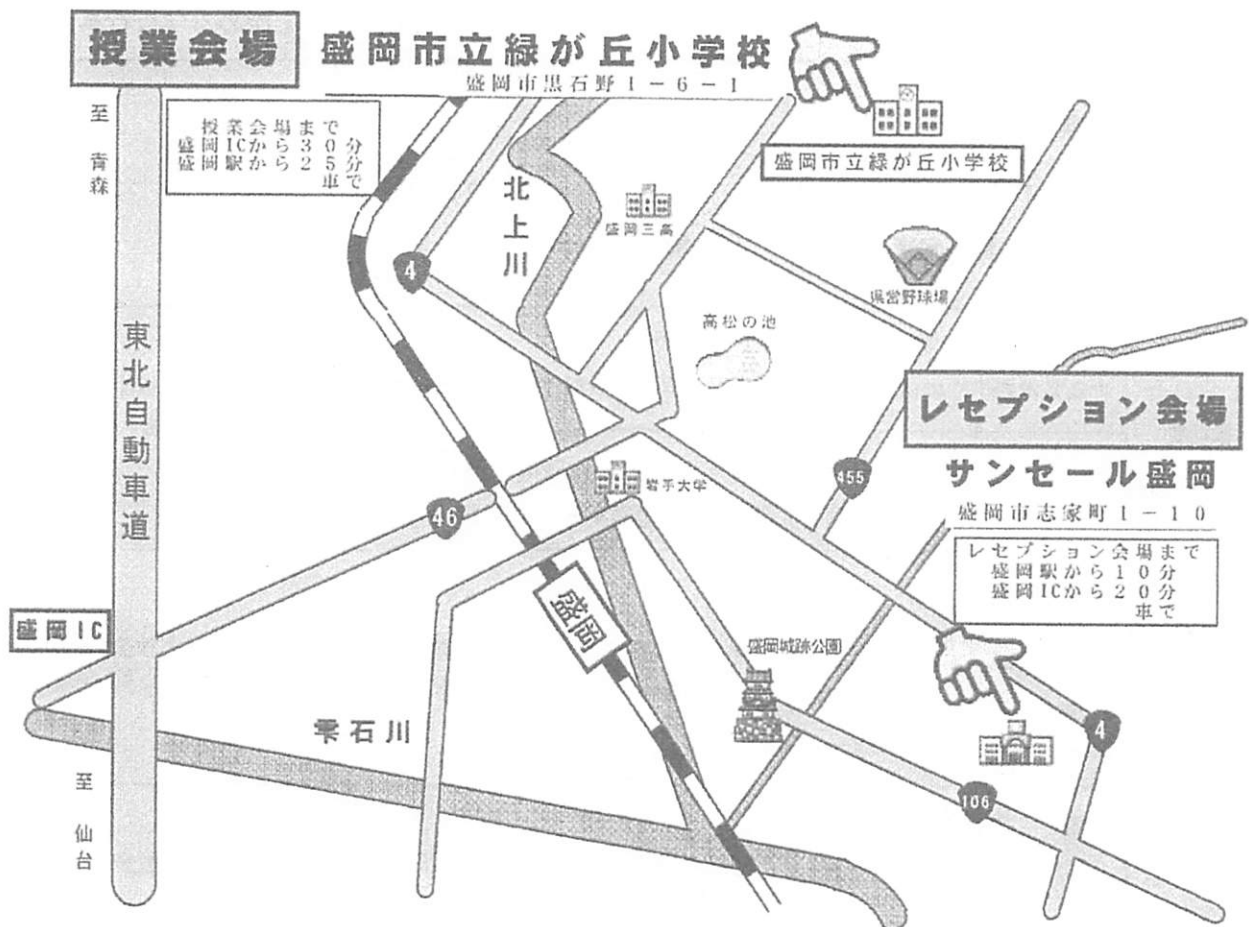 授業会場
盛岡市立緑が丘小学校
盛岡市黒石野1－6－1
至 青森
授業会場まで
盛岡ICから30分
盛岡駅から25分
車で
盛岡市立緑が丘小学校
北上川
盛岡三高
4
県営野球場
高松の池
東北自動車道
レセプション会場
サンセール盛岡
盛岡市志家町1－10
レセプション会場まで
盛岡駅から10分
盛岡ICから20分
車で
455
岩手大学
46
盛岡
盛岡IC
盛岡城跡公園
雫石川
4
106
至 仙台